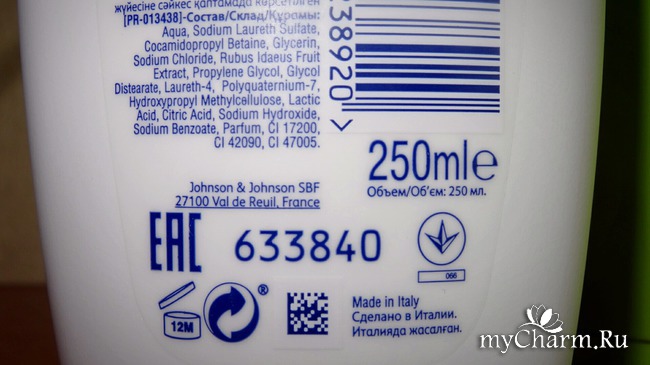 жүйесіне сәйкес қаптамада көрсетілген
[PR-013438]-Состав/Склад/Құрамы:
Aqua, Sodium Laureth Sulfate,
Cocamidopropyl Betaine, Glycerin,
Sodium Chloride, Rubus Idaeus Fruit
Extract, Propylene Glycol, Glycol
Distearate, Laureth-4, Polyquaternium-7,
Hydroxypropyl Methylcellulose, Lactic
Acid, Citric Acid, Sodium Hydroxide,
Sodium Benzoate, Parfum, CI 17200,
CI 42090, CI 47005.
38920 >
250ml℮
Объем/Об'єм: 250 мл.
Johnson & Johnson SBF
27100 Val de Reuil, France
EAC
633840
066
12M
®
Made in Italy
Сделано в Италии.
Италияда жасалған.
myCharm.Ru